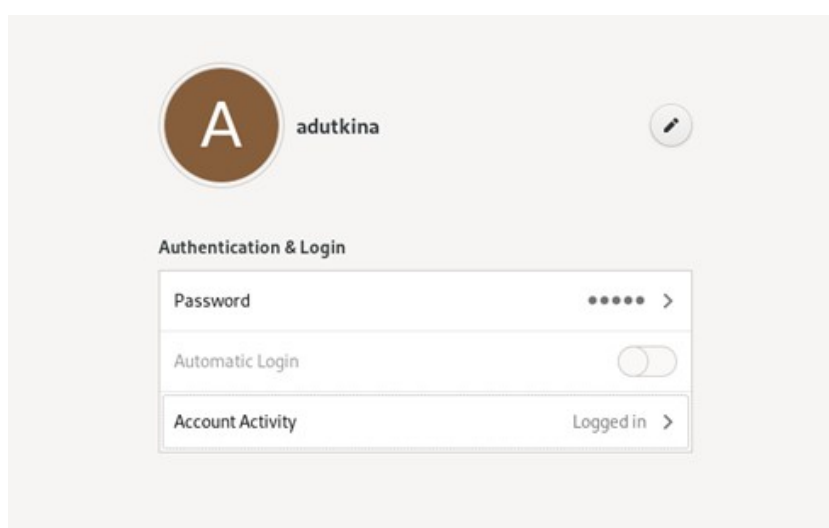 A
adutkina
Authentication & Login
Password ●●●●●
Automatic Login
Account Activity Logged in